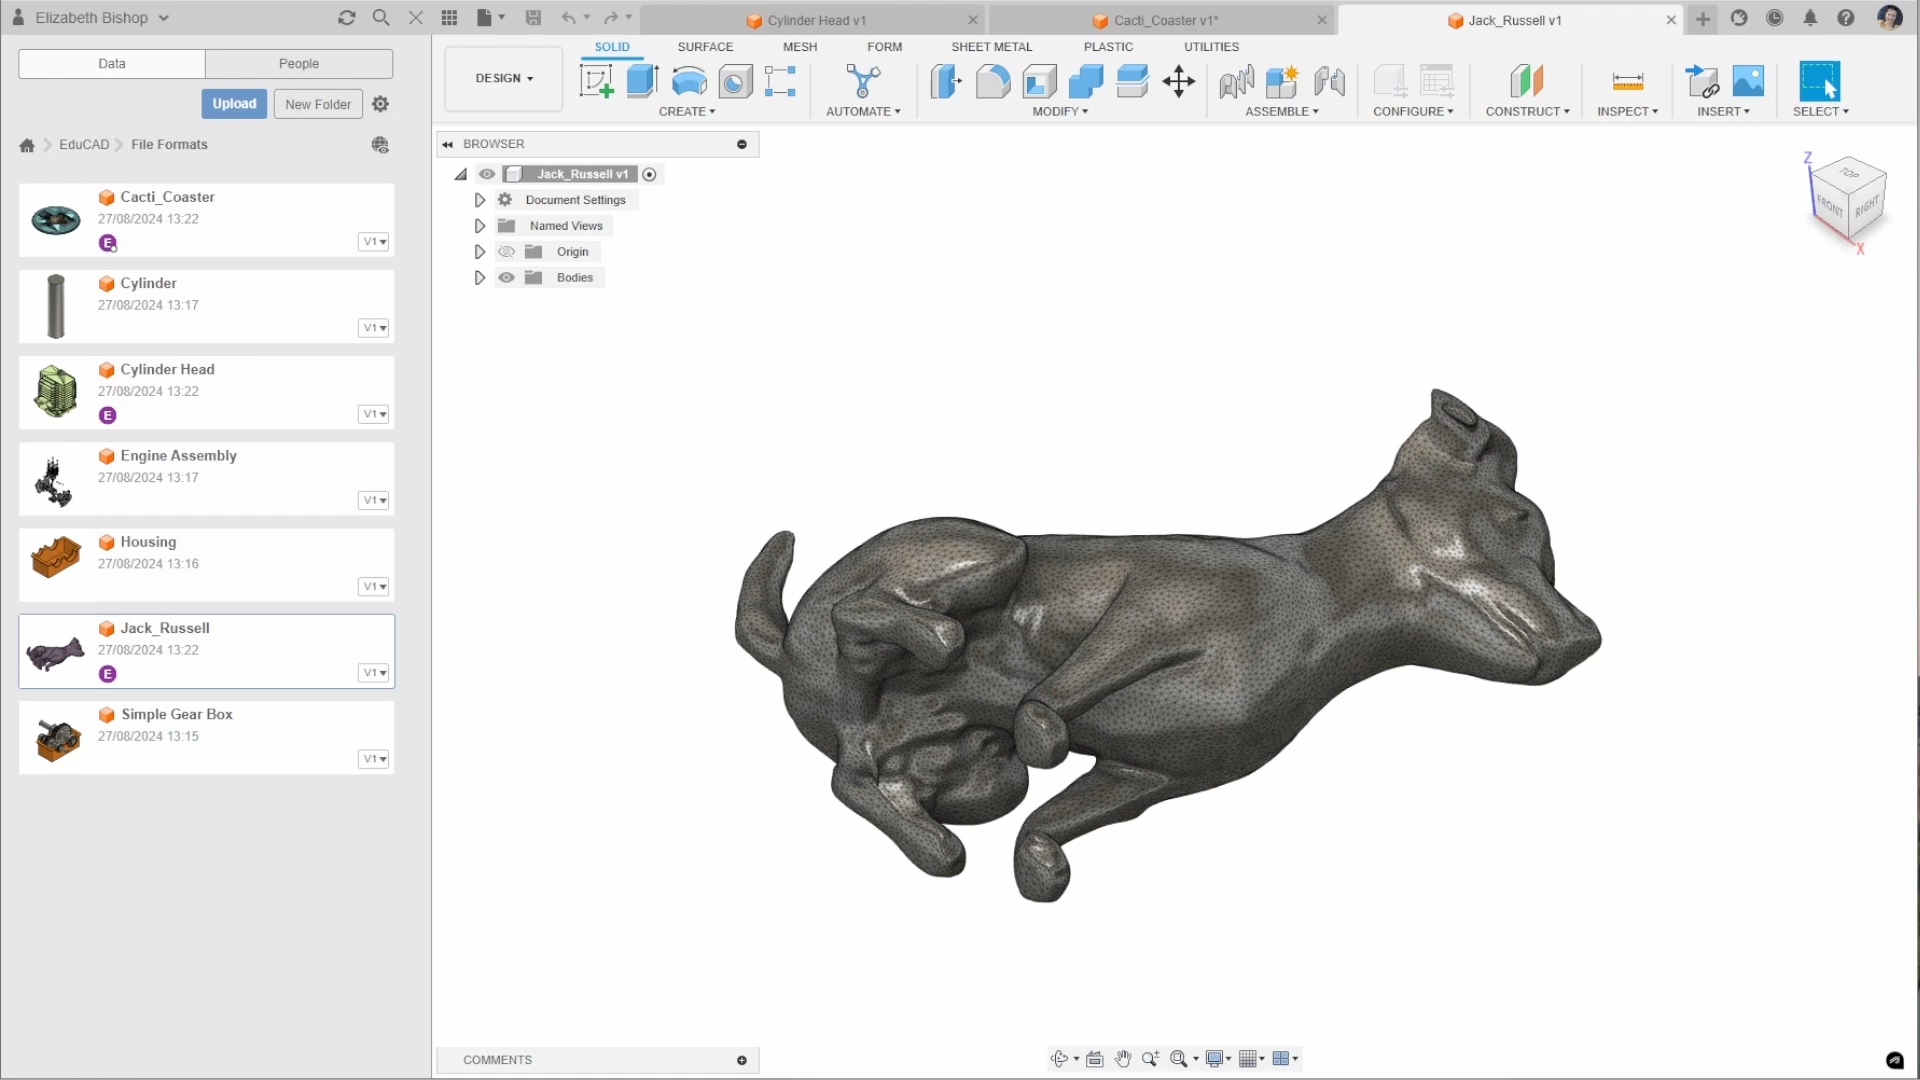 Elizabeth Bishop
Cylinder Head v1
Cacti_Coaster v1*
Jack_Russell v1
Data
People
Upload
New Folder
EduCAD
File Formats
Cacti_Coaster
27/08/2024 13:22
E
V1
Cylinder
27/08/2024 13:17
V1
Cylinder Head
27/08/2024 13:22
E
V1
Engine Assembly
27/08/2024 13:17
V1
Housing
27/08/2024 13:16
V1
Jack_Russell
27/08/2024 13:22
E
V1
Simple Gear Box
27/08/2024 13:15
V1
DESIGN
SOLID
SURFACE
MESH
FORM
SHEET METAL
PLASTIC
UTILITIES
CREATE
AUTOMATE
MODIFY
ASSEMBLE
CONFIGURE
CONSTRUCT
INSPECT
INSERT
SELECT
BROWSER
Jack_Russell v1
Document Settings
Named Views
Origin
Bodies
Z
TOP
FRONT
RIGHT
X
COMMENTS